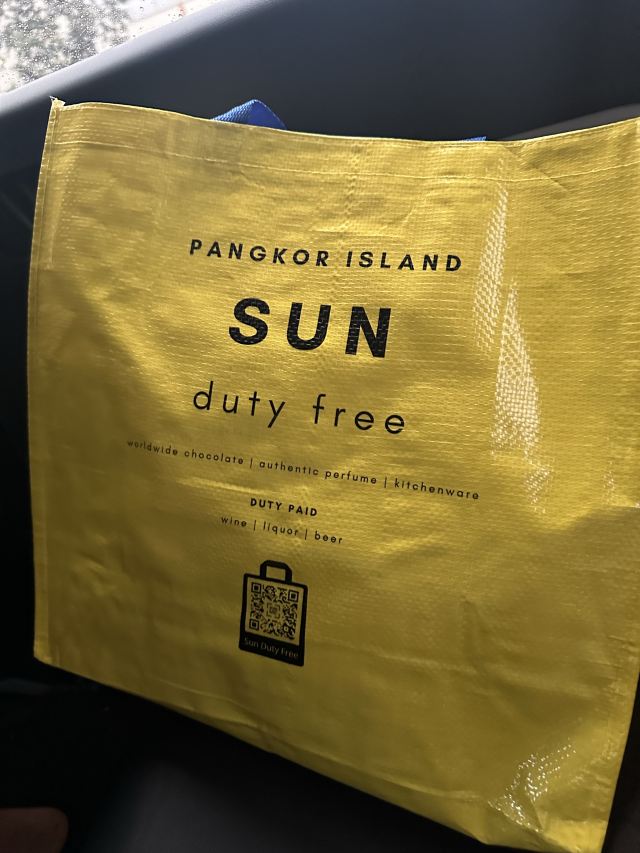 PANGKOR ISLAND
SUN
duty free
worldwide chocolate | authentic perfume | kitchenware
DUTY PAID
wine | liquor | beer
Sun Duty Free